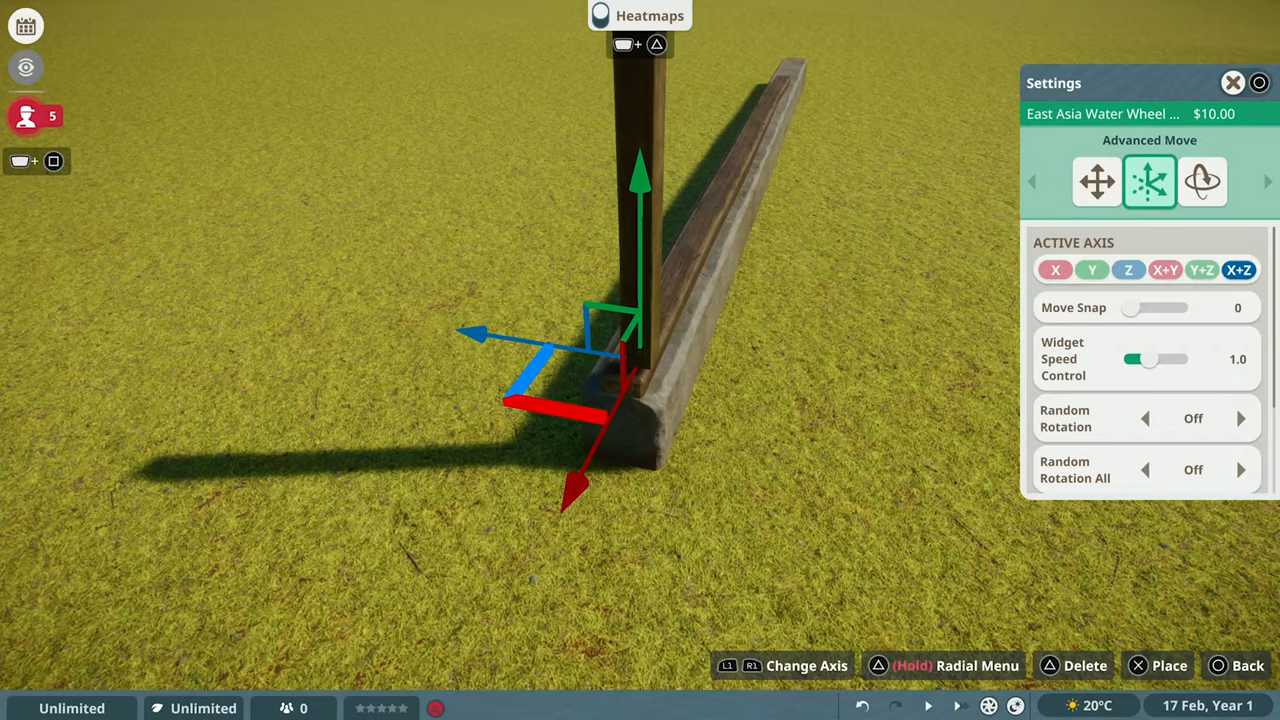 Heatmaps
+
5
+
Settings
East Asia Water Wheel ... $10.00
Advanced Move
ACTIVE AXIS
X Y Z X+Y Y+Z X+Z
Move Snap 0
Widget
Speed 1.0
Control
Random
Rotation Off
Random
Rotation All Off
L1 R1 Change Axis (Hold) Radial Menu Delete Place Back
Unlimited Unlimited 0 20°C 17 Feb, Year 1